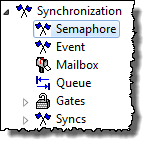 Synchronization
Semaphore
Event
Mailbox
Queue
Gates
Syncs